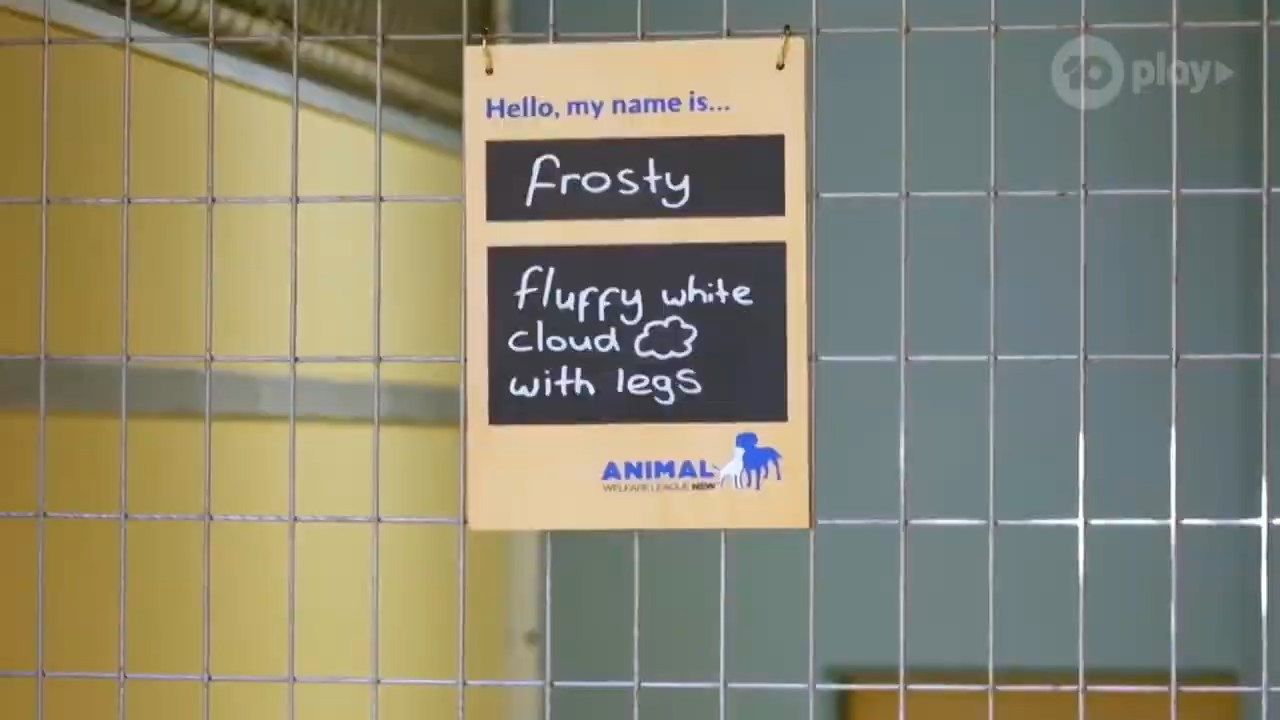 10 play
Hello, my name is...
frosty
fluffy white
cloud
with legs
ANIMAL
WELFARE LEAGUE NSW